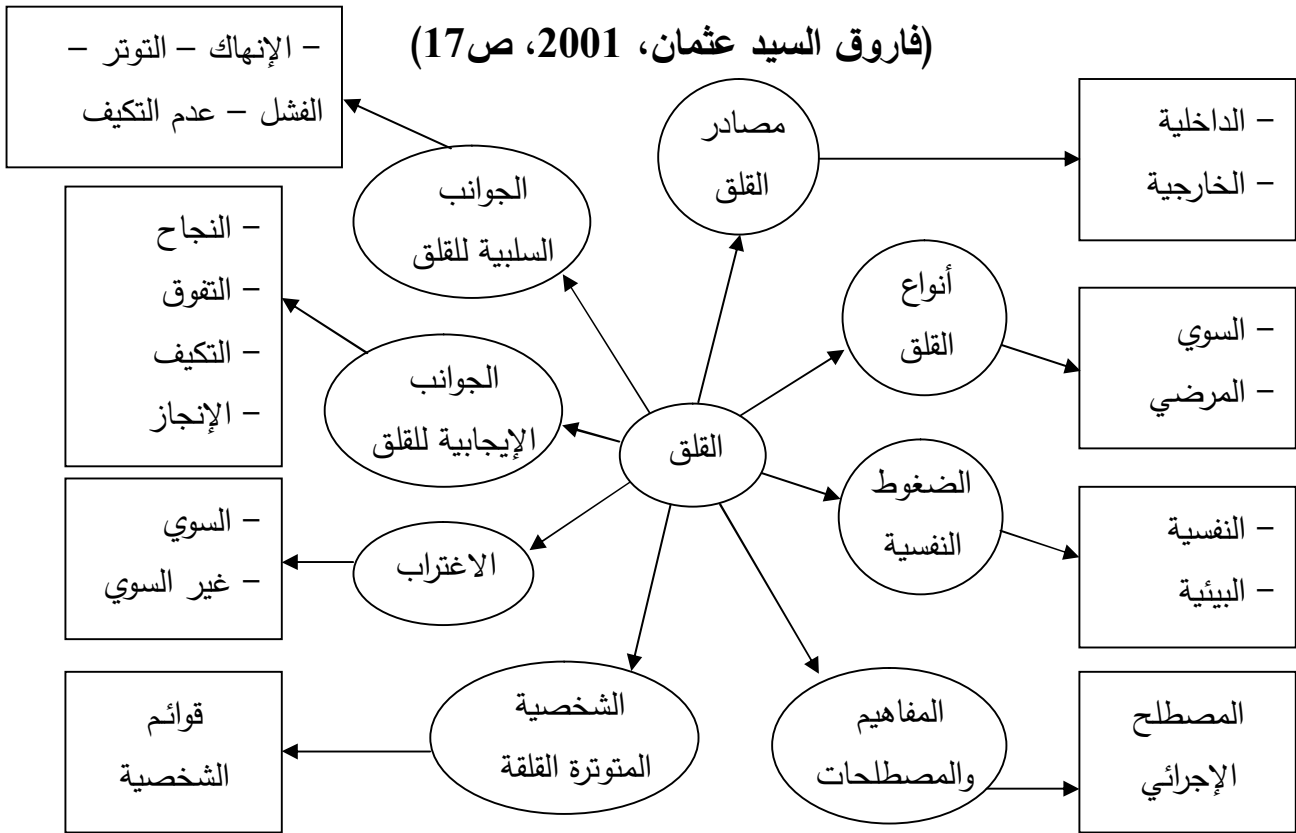 (فاروق السيد عثمان، 2001، ص17)
– الإنهاك – التوتر –
الفشل – عدم التكيف
مصادر
القلق
– الداخلية
– الخارجية
الجوانب
السلبية للقلق
أنواع
القلق
– السوي
– المرضي
– النجاح
– التفوق
– التكيف
– الإنجاز
الجوانب
الإيجابية للقلق
القلق
الضغوط
النفسية
– النفسية
– البيئية
الاغتراب
– السوي
– غير السوي
المفاهيم
والمصطلحات
المصطلح
الإجرائي
الشخصية
المتوترة القلقة
قوائم
الشخصية